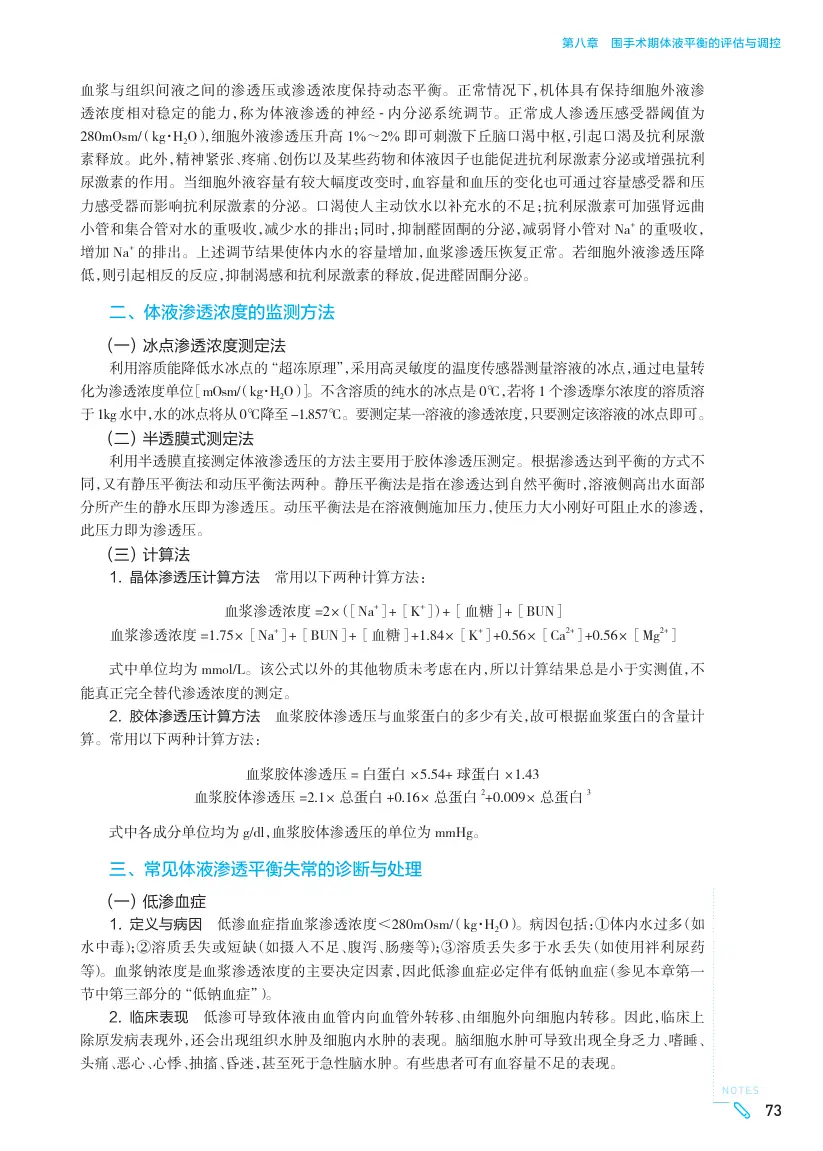 第八章 围手术期体液平衡的评估与调控
血浆与组织间液之间的渗透压或渗透浓度保持动态平衡。正常情况下,机体具有保持细胞外液渗
透浓度相对稳定的能力,称为体液渗透的神经 - 内分泌系统调节。正常成人渗透压感受器阈值为
280mOsm/(kg·H₂O),细胞外液渗透压升高 1%~2% 即可刺激下丘脑口渴中枢,引起口渴及抗利尿激
素释放。此外,精神紧张、疼痛、创伤以及某些药物和体液因子也能促进抗利尿激素分泌或增强抗利
尿激素的作用。当细胞外液容量有较大幅度改变时,血容量和血压的变化也可通过容量感受器和压
力感受器而影响抗利尿激素的分泌。口渴使人主动饮水以补充水的不足;抗利尿激素可加强肾远曲
小管和集合管对水的重吸收,减少水的排出;同时,抑制醛固酮的分泌,减弱肾小管对 Na⁺ 的重吸收,
增加 Na⁺ 的排出。上述调节结果使体内水的容量增加,血浆渗透压恢复正常。若细胞外液渗透压降
低,则引起相反的反应,抑制渴感和抗利尿激素的释放,促进醛固酮分泌。
二、体液渗透浓度的监测方法
(一)冰点渗透浓度测定法
利用溶质能降低水冰点的“超冻原理”,采用高灵敏度的温度传感器测量溶液的冰点,通过电量转
化为渗透浓度单位[mOsm/(kg·H₂O)]。不含溶质的纯水的冰点是 0℃,若将 1 个渗透摩尔浓度的溶质溶
于 1kg 水中,水的冰点将从 0℃降至 -1.857℃。要测定某一溶液的渗透浓度,只要测定该溶液的冰点即可。
(二)半透膜式测定法
利用半透膜直接测定体液渗透压的方法主要用于胶体渗透压测定。根据渗透达到平衡的方式不
同,又有静压平衡法和动压平衡法两种。静压平衡法是指在渗透达到自然平衡时,溶液侧高出水面部
分所产生的静水压即为渗透压。动压平衡法是在溶液侧施加压力,使压力大小刚好可阻止水的渗透,
此压力即为渗透压。
(三)计算法
1. 晶体渗透压计算方法 常用以下两种计算方法:
血浆渗透浓度 =2×([Na⁺]+[K⁺])+[血糖]+[BUN]
血浆渗透浓度 =1.75×[Na⁺]+[BUN]+[血糖]+1.84×[K⁺]+0.56×[Ca²⁺]+0.56×[Mg²⁺]
式中单位均为 mmol/L。该公式以外的其他物质未考虑在内,所以计算结果总是小于实测值,不
能真正完全替代渗透浓度的测定。
2. 胶体渗透压计算方法 血浆胶体渗透压与血浆蛋白的多少有关,故可根据血浆蛋白的含量计
算。常用以下两种计算方法:
血浆胶体渗透压 = 白蛋白 ×5.54+ 球蛋白 ×1.43
血浆胶体渗透压 =2.1× 总蛋白 +0.16× 总蛋白 ²+0.009× 总蛋白 ³
式中各成分单位均为 g/dl,血浆胶体渗透压的单位为 mmHg。
三、常见体液渗透平衡失常的诊断与处理
(一)低渗血症
1. 定义与病因 低渗血症指血浆渗透浓度<280mOsm/(kg·H₂O)。病因包括:①体内水过多(如
水中毒);②溶质丢失或短缺(如摄入不足、腹泻、肠瘘等);③溶质丢失多于水丢失(如使用袢利尿药
等)。血浆钠浓度是血浆渗透浓度的主要决定因素,因此低渗血症必定伴有低钠血症(参见本章第一
节中第三部分的“低钠血症”)。
2. 临床表现 低渗可导致体液由血管内向血管外转移、由细胞外向细胞内转移。因此,临床上
除原发病表现外,还会出现组织水肿及细胞内水肿的表现。脑细胞水肿可导致出现全身乏力、嗜睡、
头痛、恶心、心悸、抽搐、昏迷,甚至死于急性脑水肿。有些患者可有血容量不足的表现。
NOTES
73